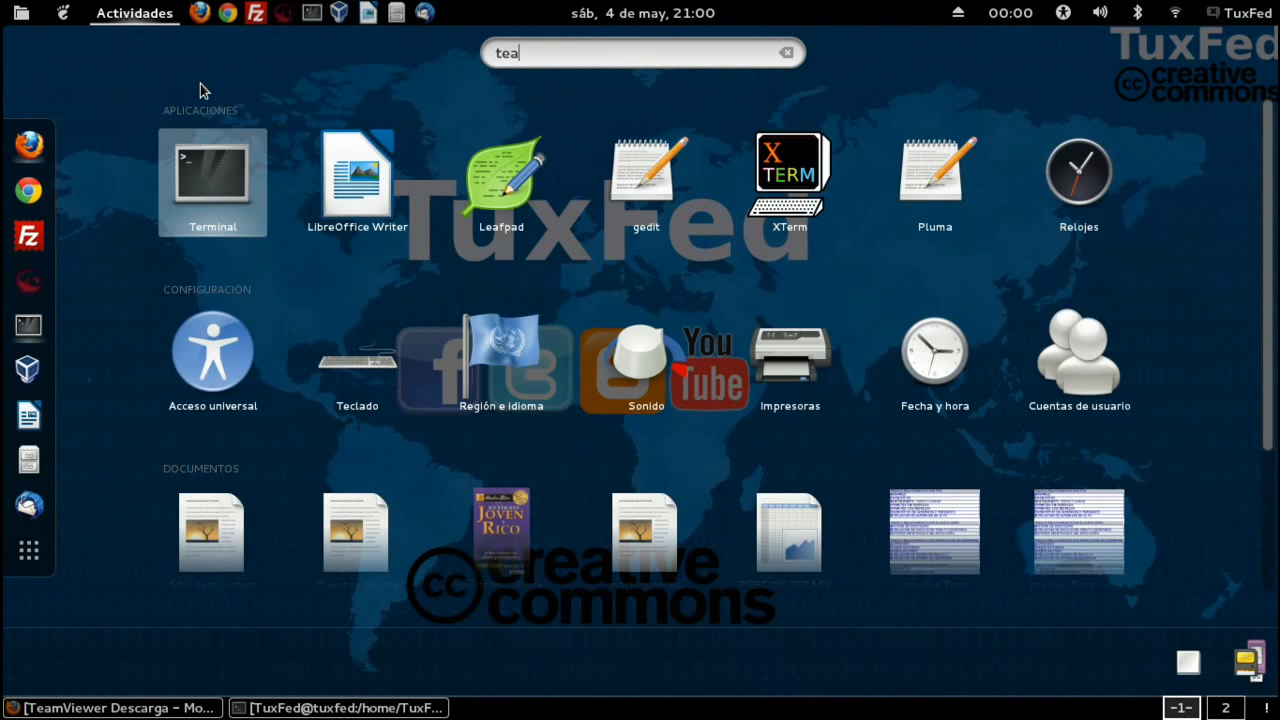 Actividades
sáb, 4 de may, 21:00
00:00
TuxFed
tea
TuxFed
cc creative
commons
APLICACIONES
>_
X
TERM
Terminal
LibreOffice Writer
Leafpad
gedit
XTerm
Pluma
Relojes
TuxFed
CONFIGURACIÓN
You
Tube
Acceso universal
Teclado
Región e idioma
Sonido
Impresoras
Fecha y hora
Cuentas de usuario
DOCUMENTOS
JOVEN
RICO
cc creative
commons
[TeamViewer Descarga - Mo...
[TuxFed@tuxfed:/home/TuxF...
-1-
2
!